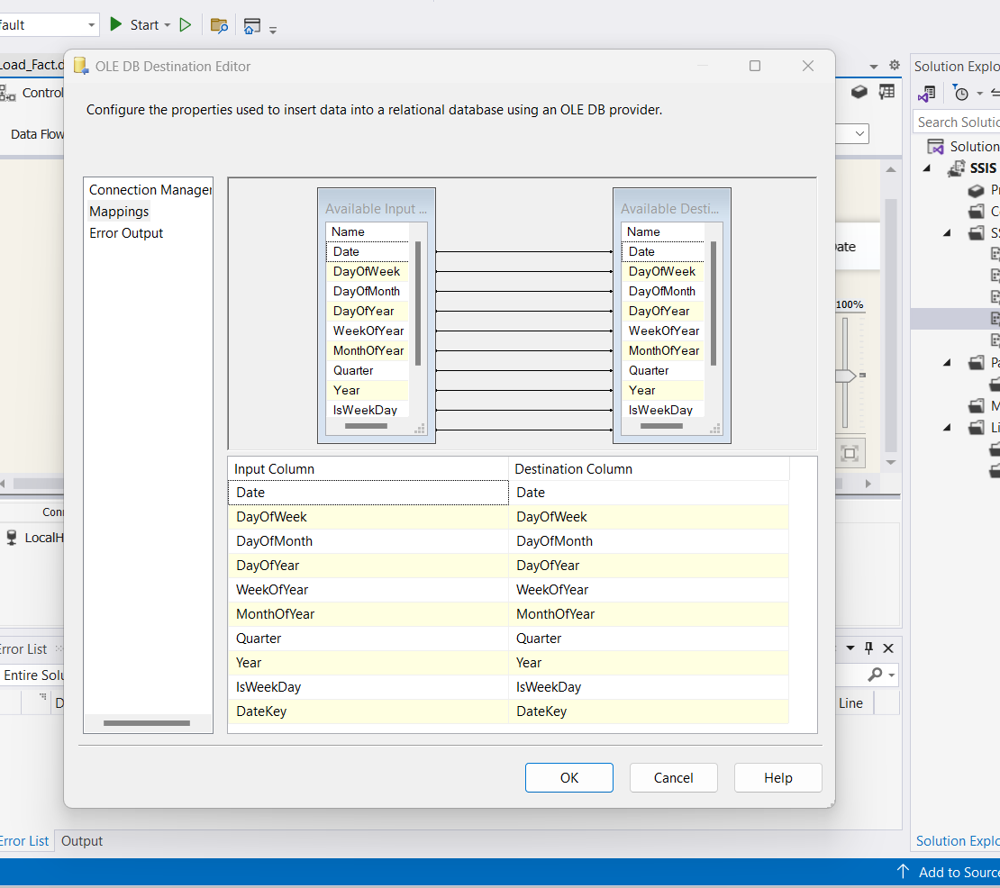 fault
Start
Load_Fact.d
OLE DB Destination Editor
Solution Explo
Control
Configure the properties used to insert data into a relational database using an OLE DB provider.
Search Solutio
Data Flow
Solution
SSIS
Connection Manager
Mappings
Error Output
Available Input ...
Available Desti...
Name
Name
Date
Date
DayOfWeek
DayOfWeek
DayOfMonth
DayOfMonth
DayOfYear
DayOfYear
WeekOfYear
WeekOfYear
MonthOfYear
MonthOfYear
Quarter
Quarter
Year
Year
IsWeekDay
IsWeekDay
Pr
C
SS
ate
100%
Pa
M
Li
Input Column
Destination Column
Date
Date
DayOfWeek
DayOfWeek
DayOfMonth
DayOfMonth
DayOfYear
DayOfYear
WeekOfYear
WeekOfYear
MonthOfYear
MonthOfYear
Quarter
Quarter
Year
Year
IsWeekDay
IsWeekDay
DateKey
DateKey
Conn
LocalH
Error List
Entire Solu
D
Line
OK
Cancel
Help
Error List
Output
Solution Explo
Add to Source